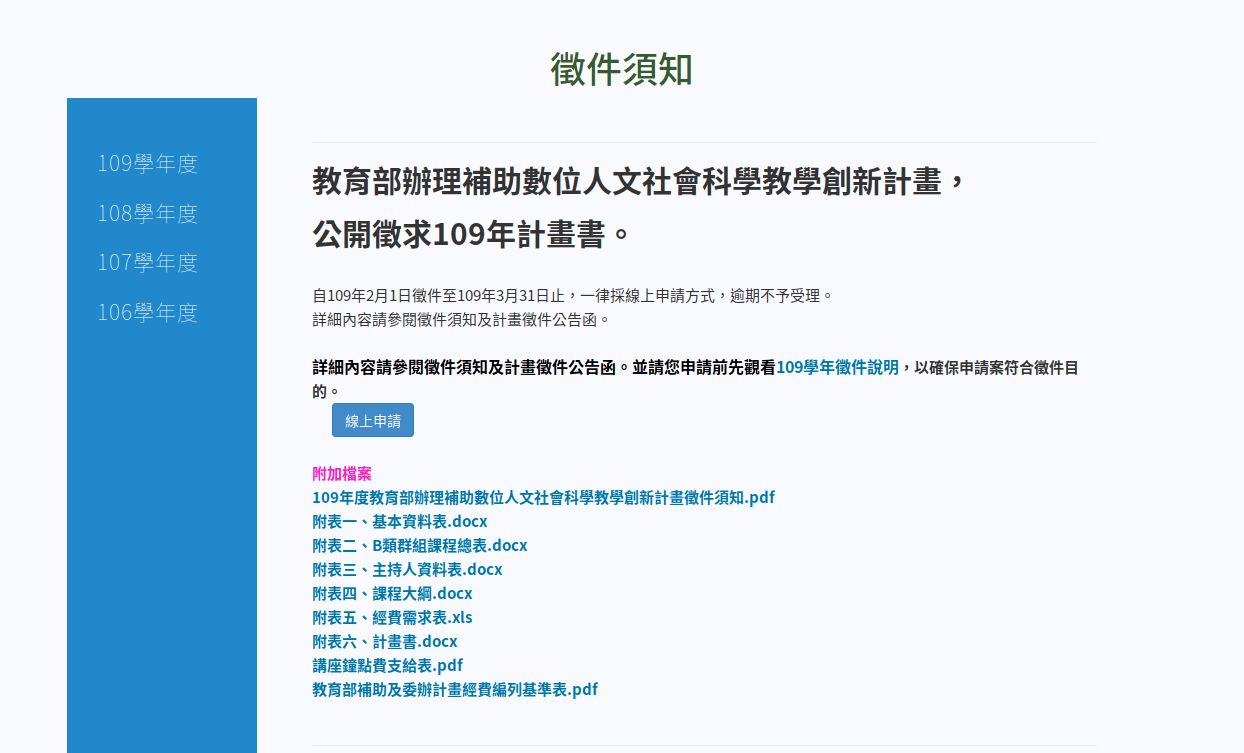 徵件須知
109學年度
108學年度
107學年度
106學年度
教育部辦理補助數位人文社會科學教學創新計畫，
公開徵求109年計畫書。
自109年2月1日徵件至109年3月31日止，一律採線上申請方式，逾期不予受理。
詳細內容請參閱徵件須知及計畫徵件公告函。
詳細內容請參閱徵件須知及計畫徵件公告函。並請您申請前先觀看109學年徵件說明，以確保申請案符合徵件目
的。
線上申請
附加檔案
109年度教育部辦理補助數位人文社會科學教學創新計畫徵件須知.pdf
附表一、基本資料表.docx
附表二、B類群組課程總表.docx
附表三、主持人資料表.docx
附表四、課程大綱.docx
附表五、經費需求表.xls
附表六、計畫書.docx
講座鐘點費支給表.pdf
教育部補助及委辦計畫經費編列基準表.pdf